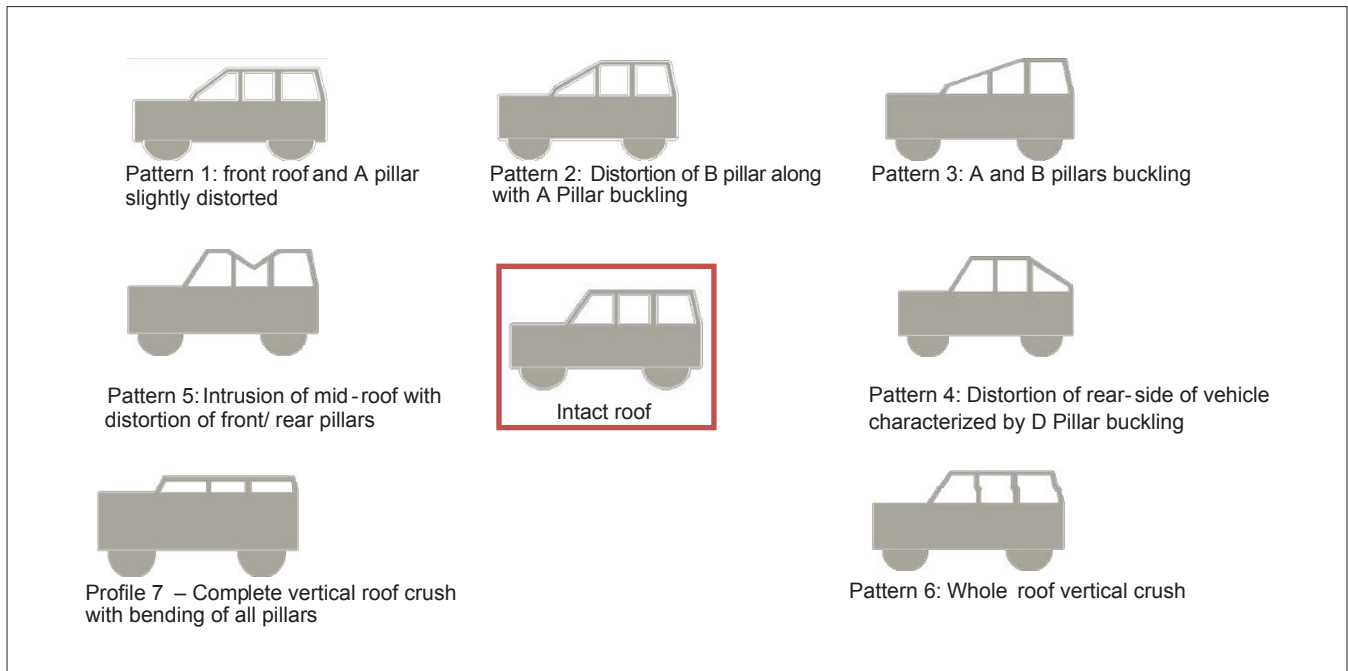 Pattern 1: front roof and A pillar
slightly distorted
Pattern 2: Distortion of B pillar along
with A Pillar buckling
Pattern 3: A and B pillars buckling
Pattern 5: Intrusion of mid-roof with
distortion of front/ rear pillars
Intact roof
Pattern 4: Distortion of rear-side of vehicle
characterized by D Pillar buckling
Profile 7 – Complete vertical roof crush
with bending of all pillars
Pattern 6: Whole roof vertical crush